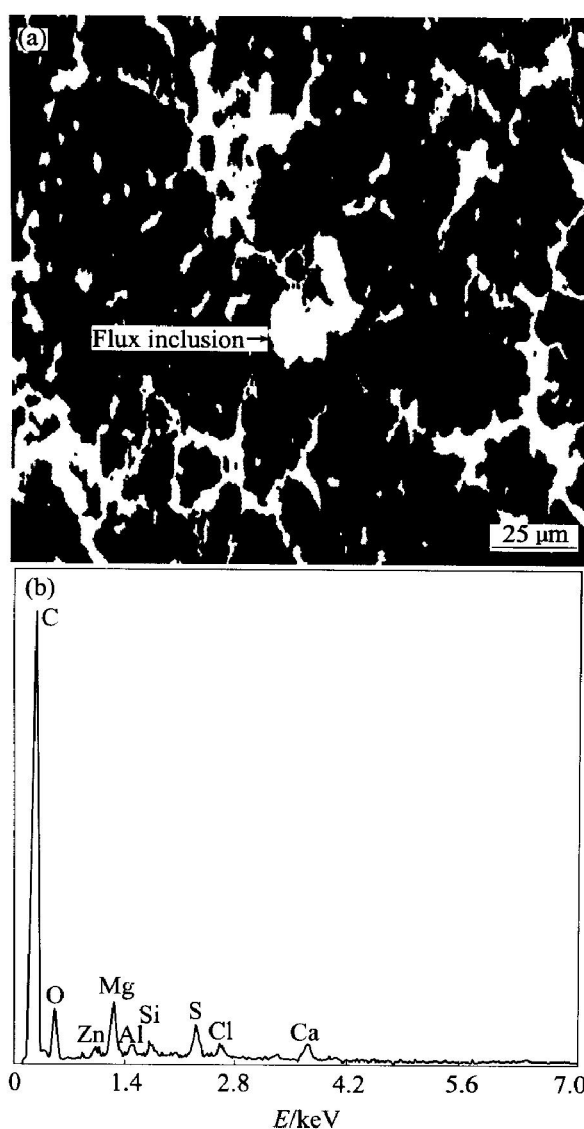 (a)
Flux inclusion
25 μm
(b)
C
O
Zn
Mg
Al
Si
S
Cl
Ca
0 1.4 2.8 4.2 5.6 7.0
E/keV